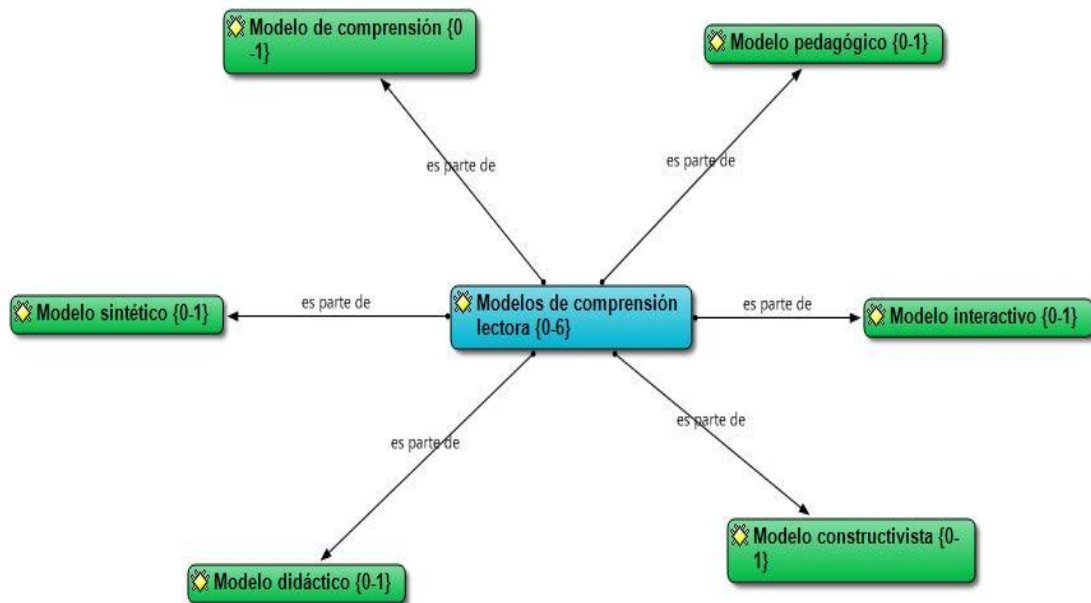 Modelo de comprensión {0
-1}
Modelo pedagógico {0-1}
es parte de
es parte de
Modelo sintético {0-1}
es parte de
Modelos de comprensión
lectora {0-6}
es parte de
Modelo interactivo {0-1}
es parte de
es parte de
Modelo didáctico {0-1}
Modelo constructivista {0-
1}